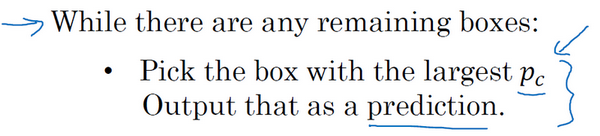 While there are any remaining boxes:
• Pick the box with the largest p_c
Output that as a prediction.